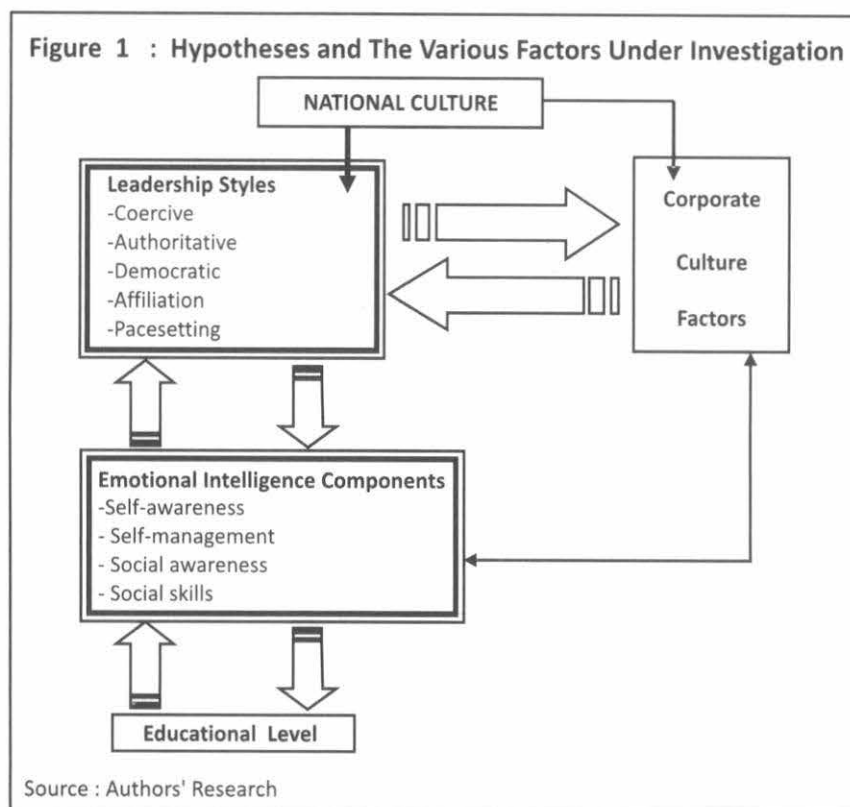 Figure 1 : Hypotheses and The Various Factors Under Investigation
NATIONAL CULTURE
Leadership Styles
-Coercive
-Authoritative
-Democratic
-Affiliation
-Pacesetting
Corporate
Culture
Factors
Emotional Intelligence Components
-Self-awareness
- Self-management
- Social awareness
- Social skills
Educational Level
Source : Authors' Research